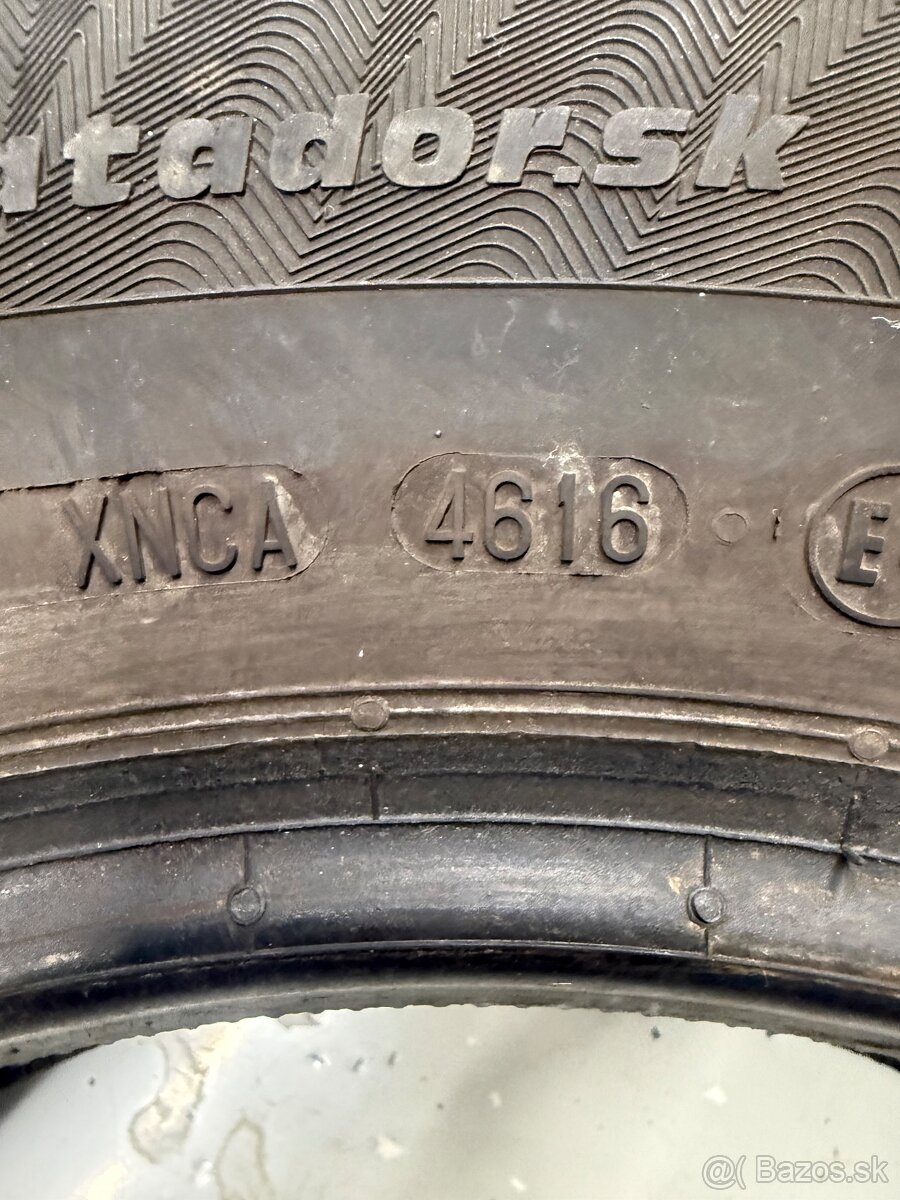 atador.sk
XNCA 4616 E
@( Bazos.sk